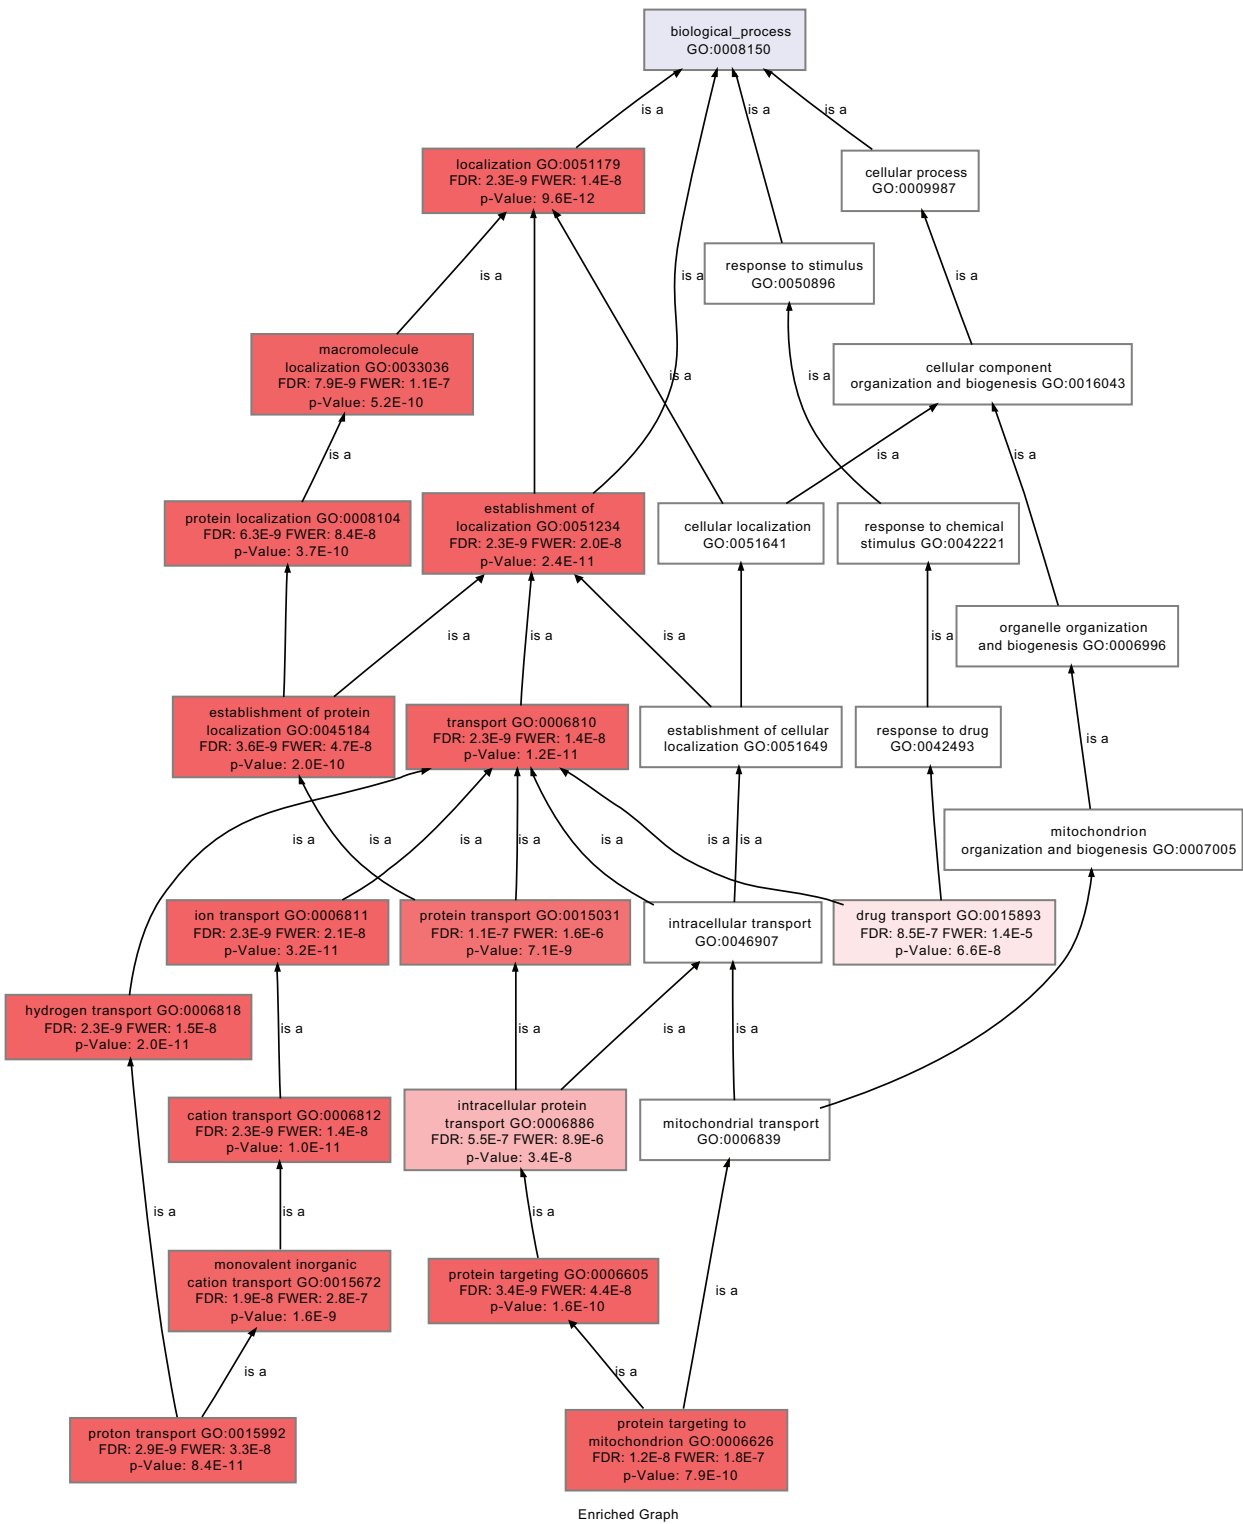 biological_process
GO:0008150
is a
is a
is a
localization GO:0051179
FDR: 2.3E-9 FWER: 1.4E-8
p-Value: 9.6E-12
cellular process
GO:0009987
response to stimulus
GO:0050896
is a
is a
is a
macromolecule
localization GO:0033036
FDR: 7.9E-9 FWER: 1.1E-7
p-Value: 5.2E-10
cellular component
organization and biogenesis GO:0016043
is a
is a
is a
is a
is a
protein localization GO:0008104
FDR: 6.3E-9 FWER: 8.4E-8
p-Value: 3.7E-10
establishment of
localization GO:0051234
FDR: 2.3E-9 FWER: 2.0E-8
p-Value: 2.4E-11
cellular localization
GO:0051641
response to chemical
stimulus GO:0042221
organelle organization
and biogenesis GO:0006996
is a
is a
is a
is a
establishment of protein
localization GO:0045184
FDR: 3.6E-9 FWER: 4.7E-8
p-Value: 2.0E-10
transport GO:0006810
FDR: 2.3E-9 FWER: 1.4E-8
p-Value: 1.2E-11
establishment of cellular
localization GO:0051649
response to drug
GO:0042493
is a
mitochondrion
organization and biogenesis GO:0007005
is a
is a
is a
is a
is a
is a
is a
ion transport GO:0006811
FDR: 2.3E-9 FWER: 2.1E-8
p-Value: 3.2E-11
protein transport GO:0015031
FDR: 1.1E-7 FWER: 1.6E-6
p-Value: 7.1E-9
intracellular transport
GO:0046907
drug transport GO:0015893
FDR: 8.5E-7 FWER: 1.4E-5
p-Value: 6.6E-8
hydrogen transport GO:0006818
FDR: 2.3E-9 FWER: 1.5E-8
p-Value: 2.0E-11
is a
is a
is a
is a
cation transport GO:0006812
FDR: 2.3E-9 FWER: 1.4E-8
p-Value: 1.0E-11
intracellular protein
transport GO:0006886
FDR: 5.5E-7 FWER: 8.9E-6
p-Value: 3.4E-8
mitochondrial transport
GO:0006839
is a
is a
is a
monovalent inorganic
cation transport GO:0015672
FDR: 1.9E-8 FWER: 2.8E-7
p-Value: 1.6E-9
protein targeting GO:0006605
FDR: 3.4E-9 FWER: 4.4E-8
p-Value: 1.6E-10
is a
is a
is a
proton transport GO:0015992
FDR: 2.9E-9 FWER: 3.3E-8
p-Value: 8.4E-11
protein targeting to
mitochondrion GO:0006626
FDR: 1.2E-8 FWER: 1.8E-7
p-Value: 7.9E-10
Enriched Graph